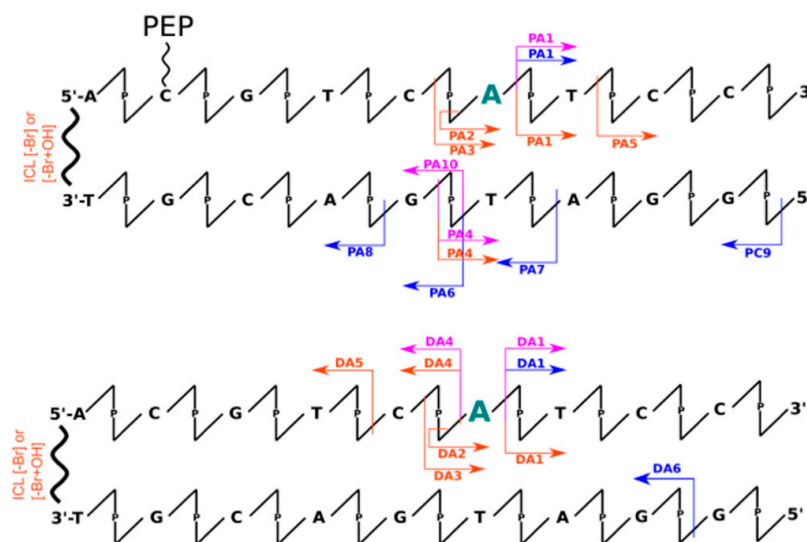 PEP
PA1
PA1
5'-A P C P G P T P C P A P T P C P C P 3'
PA2
PA1
PA5
PA3
ICL [-Br] or
[-Br+OH]
PA10
3'-T P G P C P A P G P T P A P G P G P 5'
PA4
PA8
PA4
PA7
PC9
PA6
DA4
DA1
DA5
DA4
DA1
5'-A P C P G P T P C P A P T P C P C P 3'
DA2
DA1
DA3
ICL [-Br] or
[-Br+OH]
DA6
3'-T P G P C P A P G P T P A P G P G P 5'